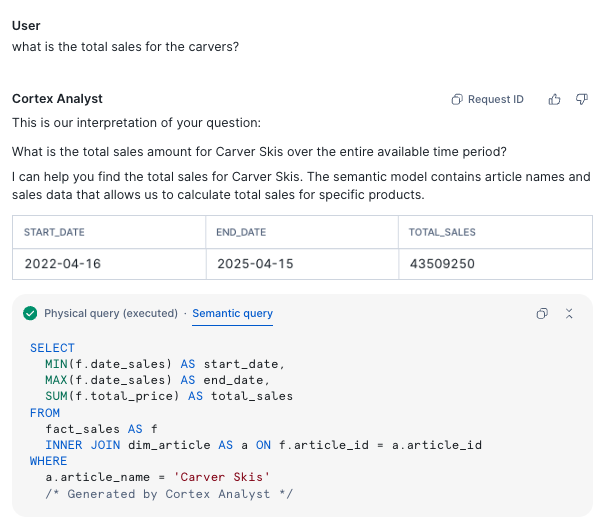 User
what is the total sales for the carvers?
Cortex Analyst
Request ID
This is our interpretation of your question:
What is the total sales amount for Carver Skis over the entire available time period?
I can help you find the total sales for Carver Skis. The semantic model contains article names and
sales data that allows us to calculate total sales for specific products.
START_DATE END_DATE TOTAL_SALES
2022-04-16 2025-04-15 43509250
Physical query (executed) · Semantic query
SELECT
MIN(f.date_sales) AS start_date,
MAX(f.date_sales) AS end_date,
SUM(f.total_price) AS total_sales
FROM
fact_sales AS f
INNER JOIN dim_article AS a ON f.article_id = a.article_id
WHERE
a.article_name = 'Carver Skis'
/* Generated by Cortex Analyst */